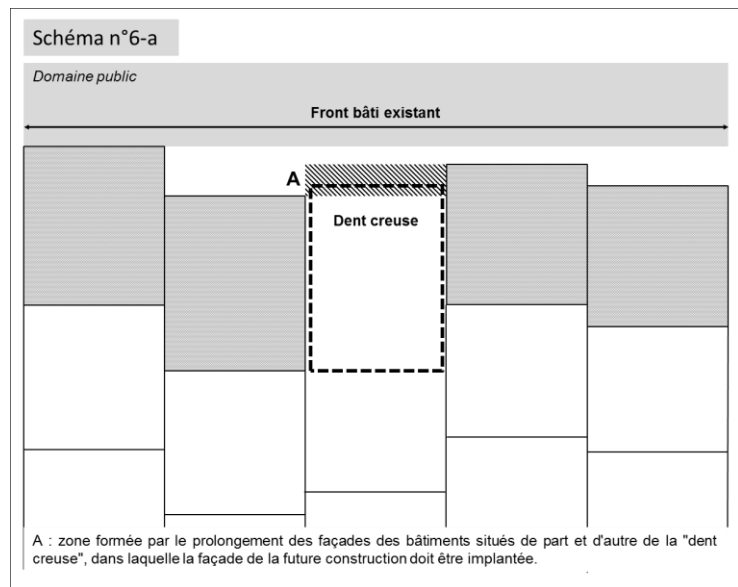 Schéma n°6-a
Domaine public
Front bâti existant
A
Dent creuse
A : zone formée par le prolongement des façades des bâtiments situés de part et d'autre de la "dent
creuse", dans laquelle la façade de la future construction doit être implantée.